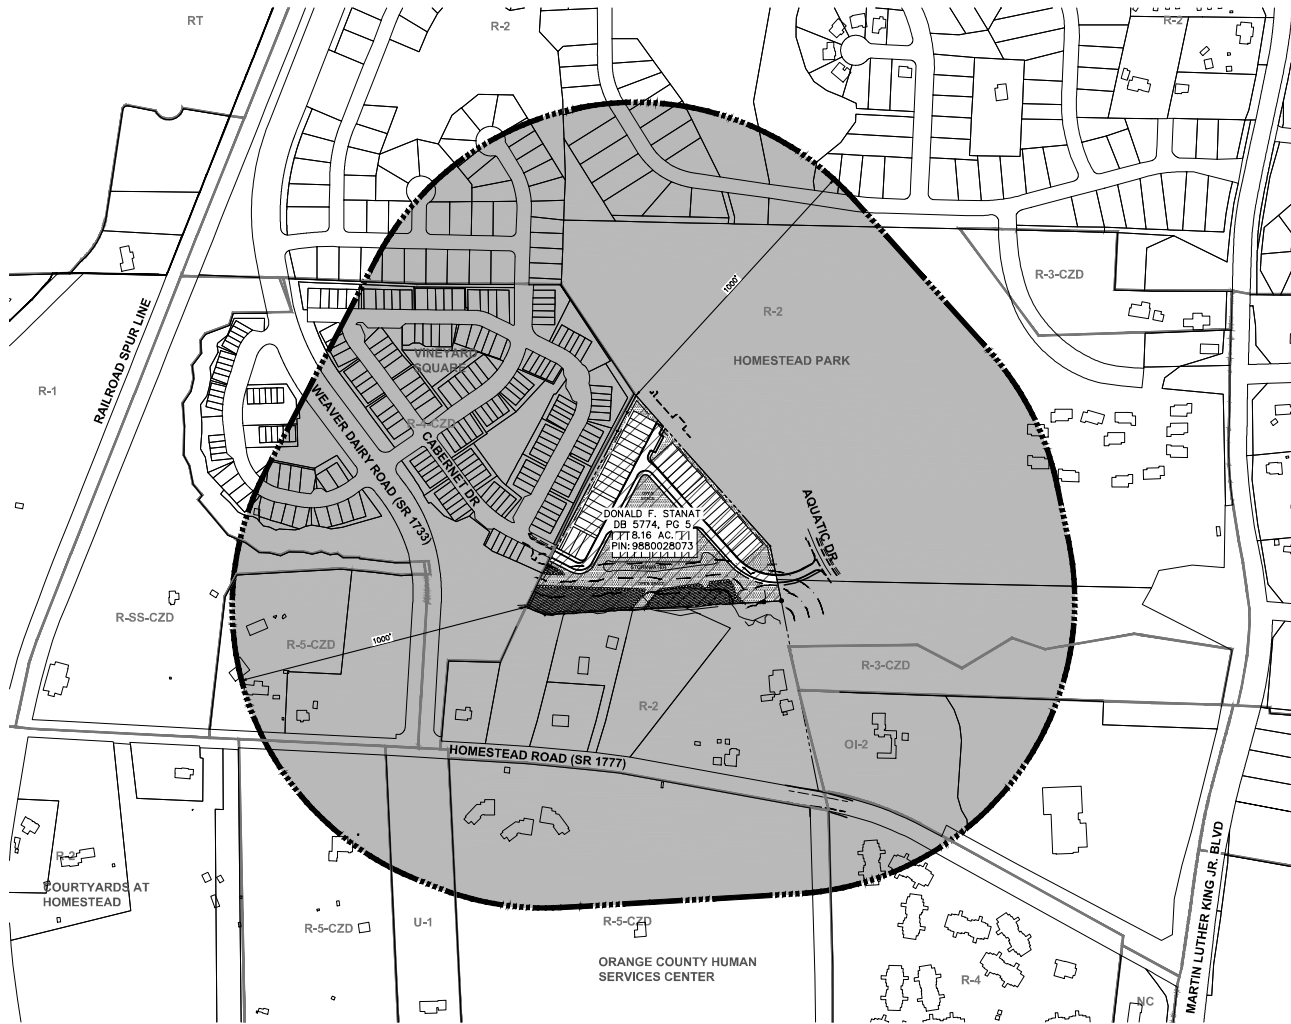 RT
R-2
R-2
R-3-CZD
1000'
R-2
RAILROAD SPUR LINE
HOMESTEAD PARK
VINEYARD
SQUARE
R-1
WEAVER DAIRY ROAD (SR 1733)
R-4-CZD
CABERNET DR
AQUATIC DR
DONALD F. STANAT
DB 5774, PG 5
8.16 AC.
PIN: 9880028073
R-SS-CZD
R-5-CZD
1000'
R-3-CZD
R-2
OI-2
HOMESTEAD ROAD (SR 1777)
R-2
COURTYARDS AT
HOMESTEAD
R-5-CZD
U-1
R-5-CZD
ORANGE COUNTY HUMAN
SERVICES CENTER
R-4
MARTIN LUTHER KING JR. BLVD
NC